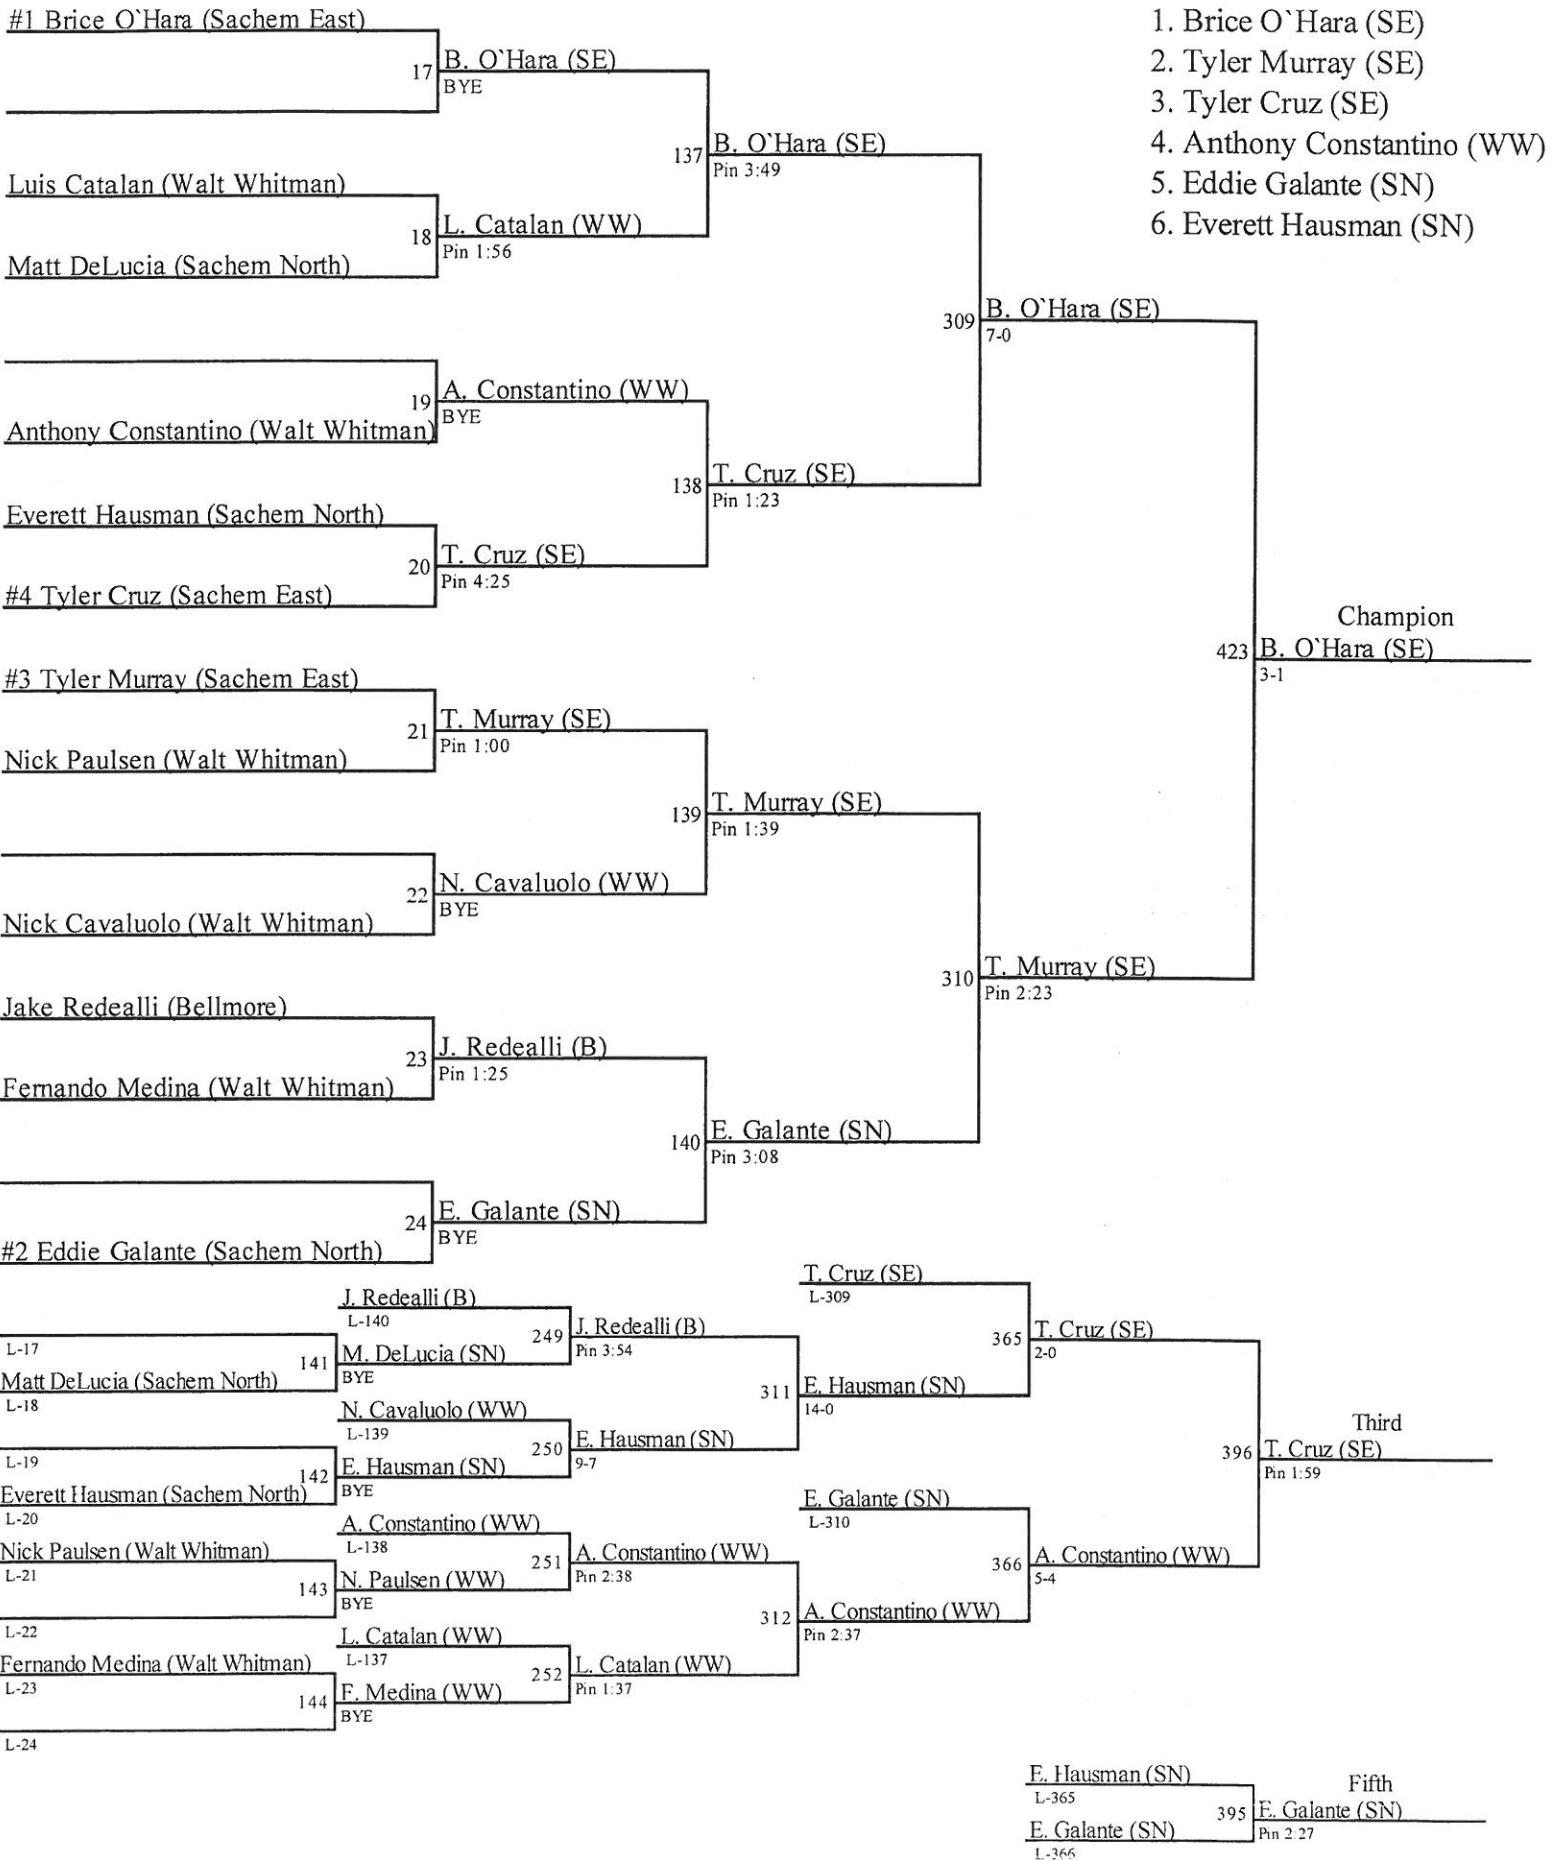 #1 Brice O`Hara (Sachem East)
17
B. O`Hara (SE)
BYE
137
B. O`Hara (SE)
Pin 3:49
Luis Catalan (Walt Whitman)
18
L. Catalan (WW)
Pin 1:56
Matt DeLucia (Sachem North)
309
B. O`Hara (SE)
7-0
19
A. Constantino (WW)
BYE
Anthony Constantino (Walt Whitman)
138
T. Cruz (SE)
Pin 1:23
Everett Hausman (Sachem North)
20
T. Cruz (SE)
Pin 4:25
#4 Tyler Cruz (Sachem East)
Champion
423
B. O`Hara (SE)
3-1
#3 Tyler Murray (Sachem East)
21
T. Murray (SE)
Pin 1:00
Nick Paulsen (Walt Whitman)
139
T. Murray (SE)
Pin 1:39
22
N. Cavaluolo (WW)
BYE
Nick Cavaluolo (Walt Whitman)
310
T. Murray (SE)
Pin 2:23
Jake Redealli (Bellmore)
23
J. Redealli (B)
Pin 1:25
Fernando Medina (Walt Whitman)
140
E. Galante (SN)
Pin 3:08
24
E. Galante (SN)
BYE
#2 Eddie Galante (Sachem North)
1. Brice O`Hara (SE)
2. Tyler Murray (SE)
3. Tyler Cruz (SE)
4. Anthony Constantino (WW)
5. Eddie Galante (SN)
6. Everett Hausman (SN)
L-17
Matt DeLucia (Sachem North)
L-18
141
J. Redealli (B)
L-140
M. DeLucia (SN)
BYE
249
J. Redealli (B)
Pin 3:54
L-19
Everett Hausman (Sachem North)
L-20
142
N. Cavaluolo (WW)
L-139
E. Hausman (SN)
BYE
250
E. Hausman (SN)
9-7
311
T. Cruz (SE)
L-309
E. Hausman (SN)
14-0
365
T. Cruz (SE)
2-0
Nick Paulsen (Walt Whitman)
L-21
L-22
143
A. Constantino (WW)
L-138
N. Paulsen (WW)
BYE
251
A. Constantino (WW)
Pin 2:38
Fernando Medina (Walt Whitman)
L-23
L-24
144
L. Catalan (WW)
L-137
F. Medina (WW)
BYE
252
L. Catalan (WW)
Pin 1:37
312
E. Galante (SN)
L-310
A. Constantino (WW)
Pin 2:37
366
A. Constantino (WW)
5-4
Third
396
T. Cruz (SE)
Pin 1:59
E. Hausman (SN)
L-365
E. Galante (SN)
L-366
395
Fifth
E. Galante (SN)
Pin 2:27